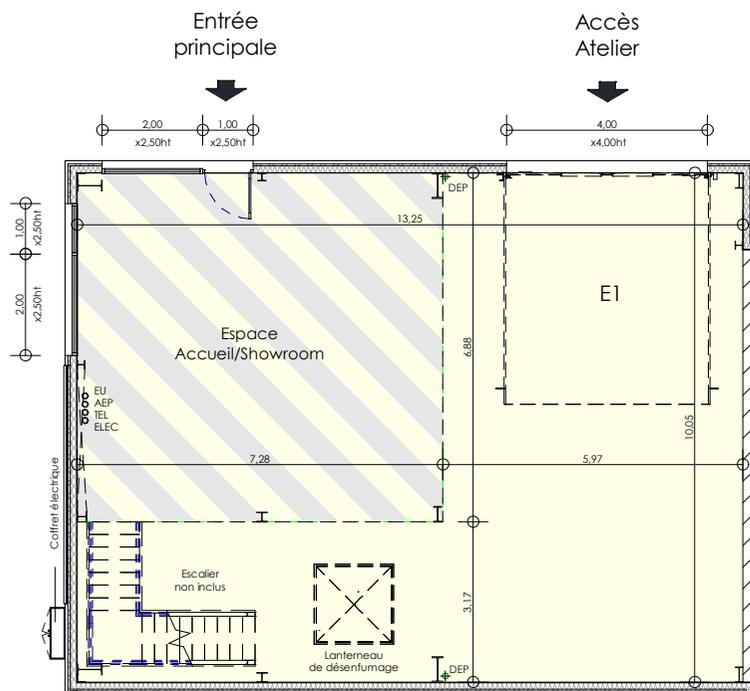 Entrée
principale
Accès
Atelier
2,00
x2,50ht
1,00
x2,50ht
4,00
x4,00ht
DEP
1,00
x2,50ht
2,00
x2,50ht
13,25
E1
Espace
Accueil/Showroom
6,88
EU
AEP
TEL
ELEC
10,05
7,28
5,97
Coffret électrique
Escalier
non inclus
3,17
Lanterneau
de désenfumage
DEP